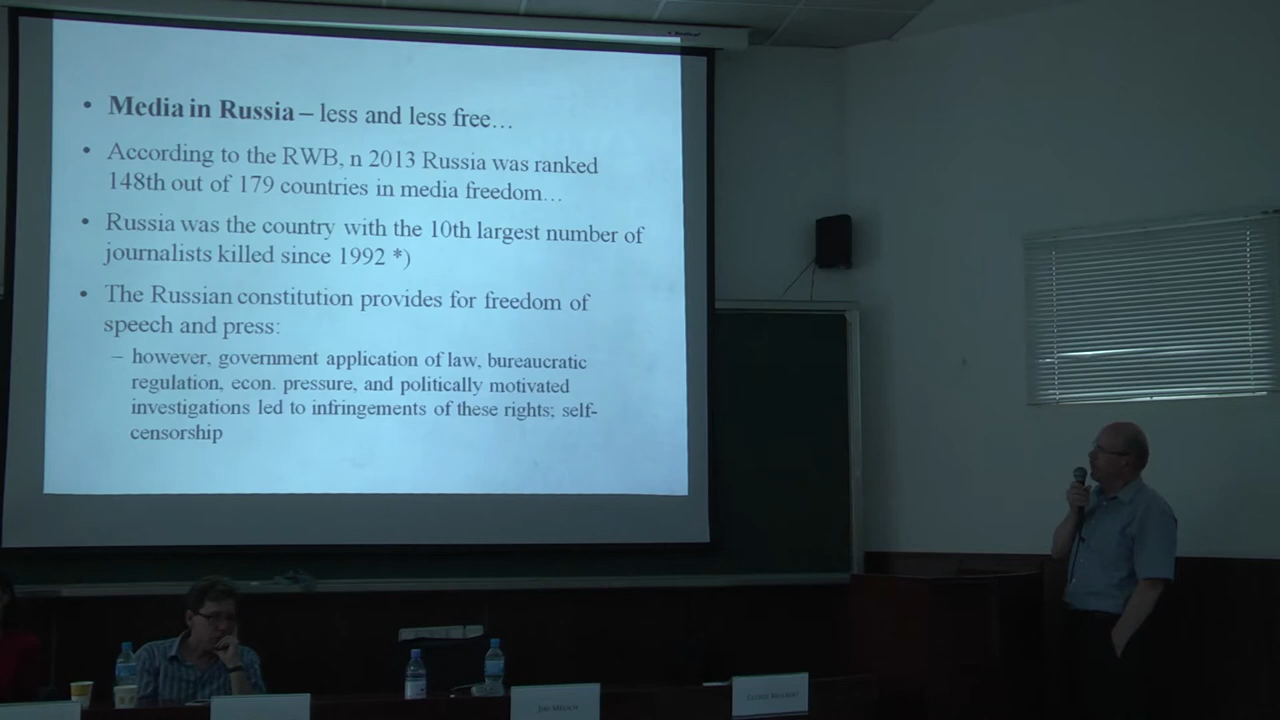 • Media in Russia – less and less free…
• According to the RWB, n 2013 Russia was ranked
148th out of 179 countries in media freedom…
• Russia was the country with the 10th largest number of
journalists killed since 1992 *)
• The Russian constitution provides for freedom of
speech and press:
– however, government application of law, bureaucratic
regulation, econ. pressure, and politically motivated
investigations led to infringements of these rights; self-
censorship